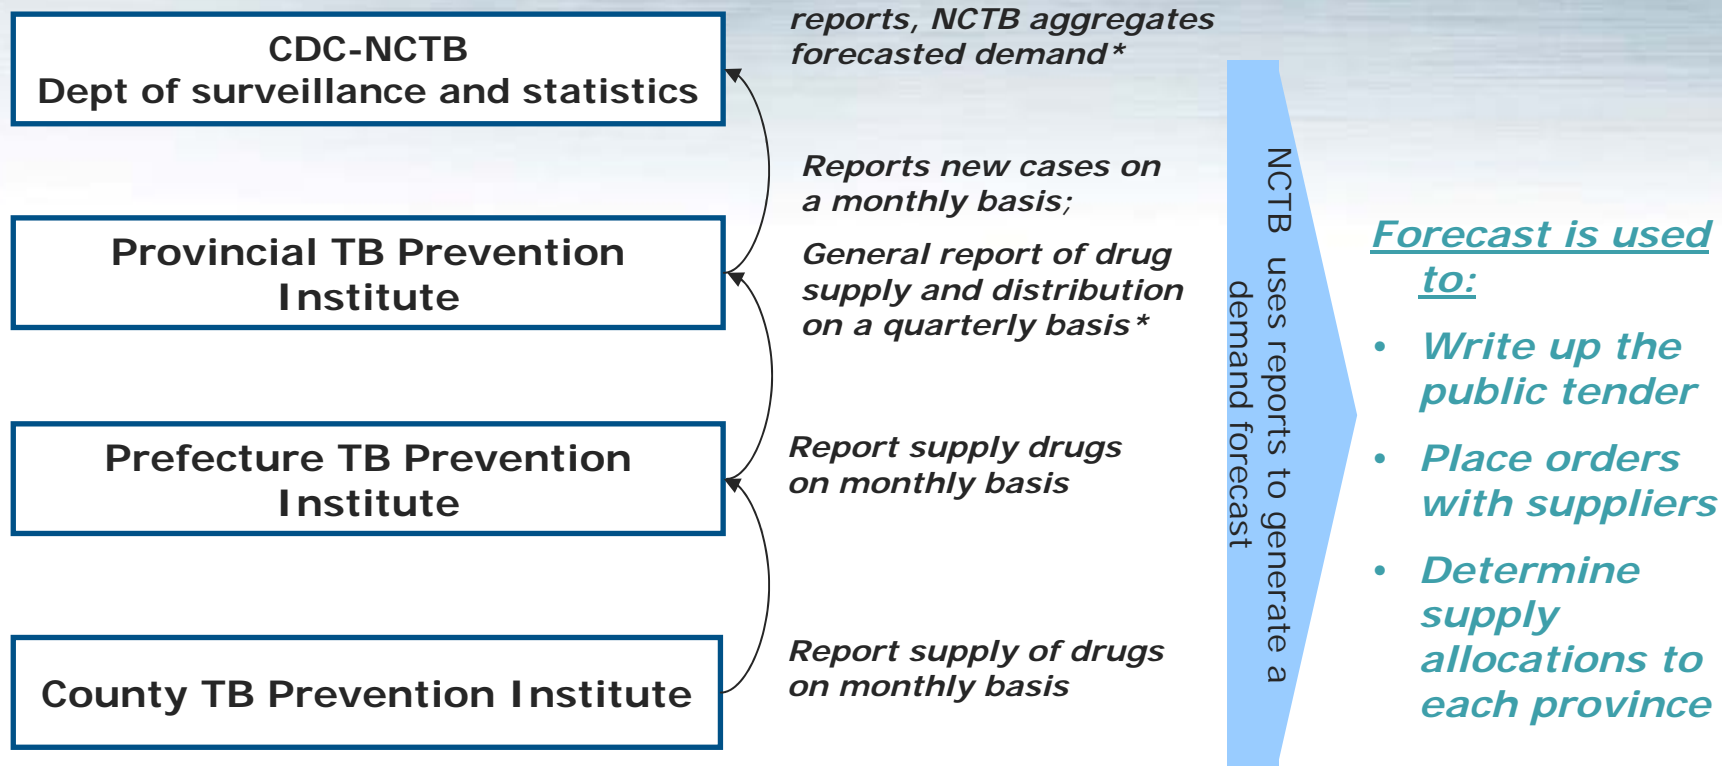 reports, NCTB aggregates
forecasted demand*
CDC-NCTB
Dept of surveillance and statistics
Reports new cases on
a monthly basis;
Provincial TB Prevention
Institute
General report of drug
supply and distribution
on a quarterly basis*
Prefecture TB Prevention
Institute
Report supply drugs
on monthly basis
County TB Prevention Institute
Report supply of drugs
on monthly basis
NCTB uses reports to generate a
demand forecast
Forecast is used
to:
• Write up the
public tender
• Place orders
with suppliers
• Determine
supply
allocations to
each province